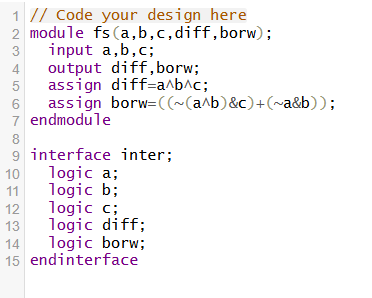 1 // Code your design here
2 module fs(a,b,c,diff,borw);
3   input a,b,c;
4   output diff,borw;
5   assign diff=a^b^c;
6   assign borw=((~(a^b)&c)+(~a&b));
7 endmodule
8
9 interface inter;
10   logic a;
11   logic b;
12   logic c;
13   logic diff;
14   logic borw;
15 endinterface